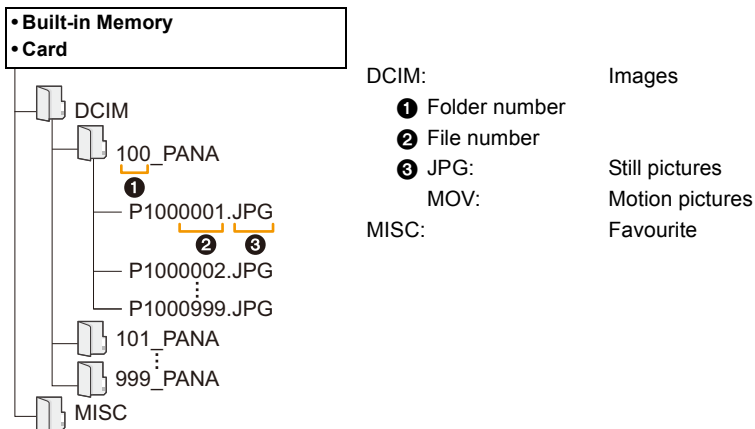 • Built-in Memory
• Card
DCIM
100_PANA
❶
P1000001.JPG
❷ ❸
P1000002.JPG
P1000999.JPG
101_PANA
999_PANA
MISC
DCIM: Images
❶ Folder number
❷ File number
❸ JPG: Still pictures
MOV: Motion pictures
MISC: Favourite